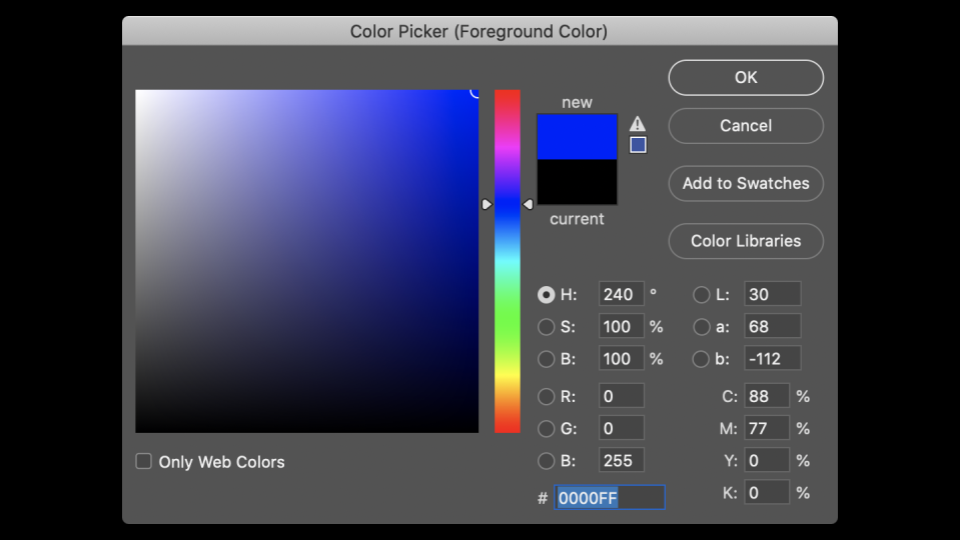 Color Picker (Foreground Color)
new
current
OK
Cancel
Add to Swatches
Color Libraries
H: 240 °
S: 100 %
B: 100 %
R: 0
G: 0
B: 255
# 0000FF
L: 30
a: 68
b: -112
C: 88 %
M: 77 %
Y: 0 %
K: 0 %
Only Web Colors